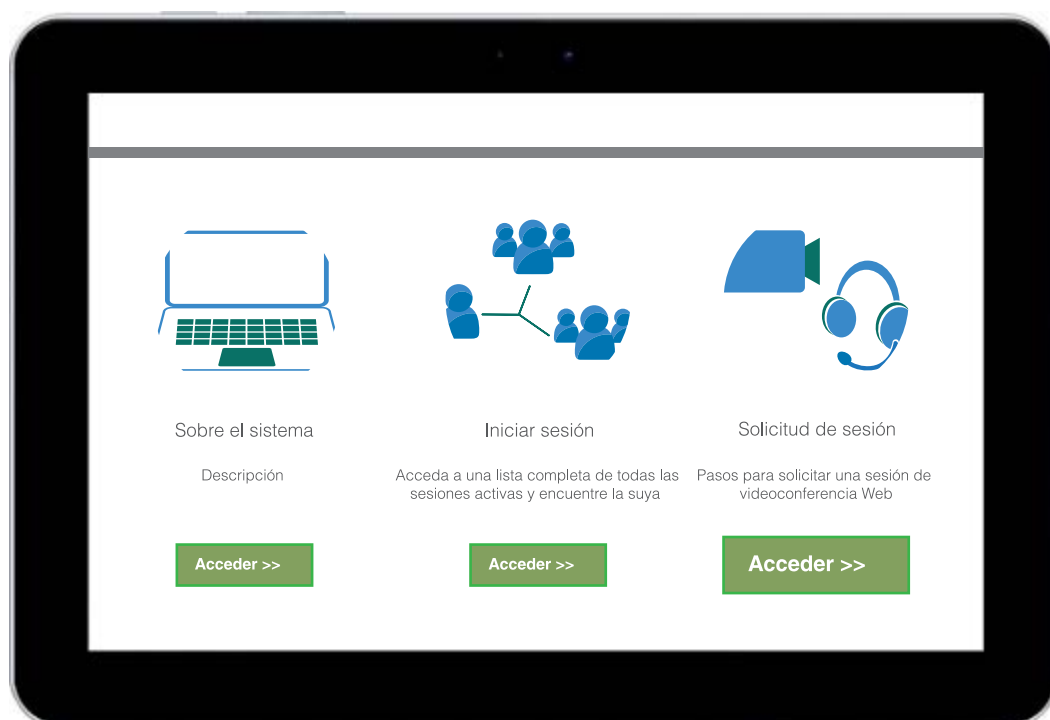 Sobre el sistema
Descripción
Acceder >>
Iniciar sesión
Acceda a una lista completa de todas las
sesiones activas y encuentre la suya
Acceder >>
Solicitud de sesión
Pasos para solicitar una sesión de
videoconferencia Web
Acceder >>